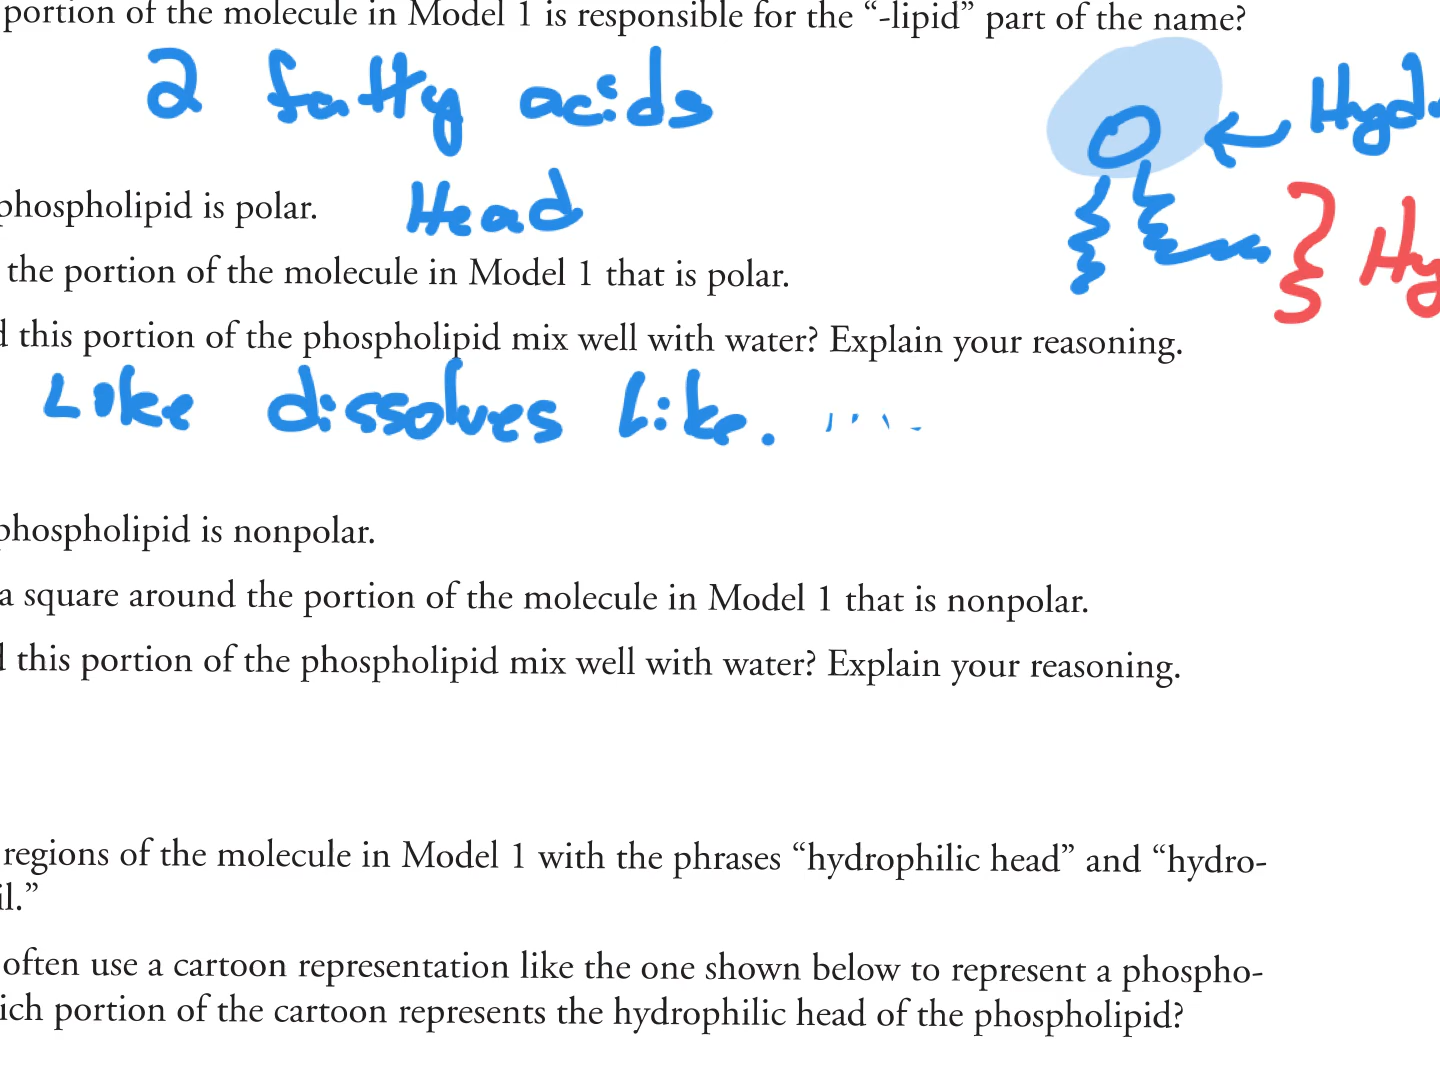 portion of the molecule in Model 1 is responsible for the “-lipid” part of the name?
2 fatty acids
Hyd
phospholipid is polar. Head
Hy
the portion of the molecule in Model 1 that is polar.
d this portion of the phospholipid mix well with water? Explain your reasoning.
Like dissolves like.
phospholipid is nonpolar.
a square around the portion of the molecule in Model 1 that is nonpolar.
d this portion of the phospholipid mix well with water? Explain your reasoning.
regions of the molecule in Model 1 with the phrases “hydrophilic head” and “hydro-
il.”
often use a cartoon representation like the one shown below to represent a phospho-
ich portion of the cartoon represents the hydrophilic head of the phospholipid?